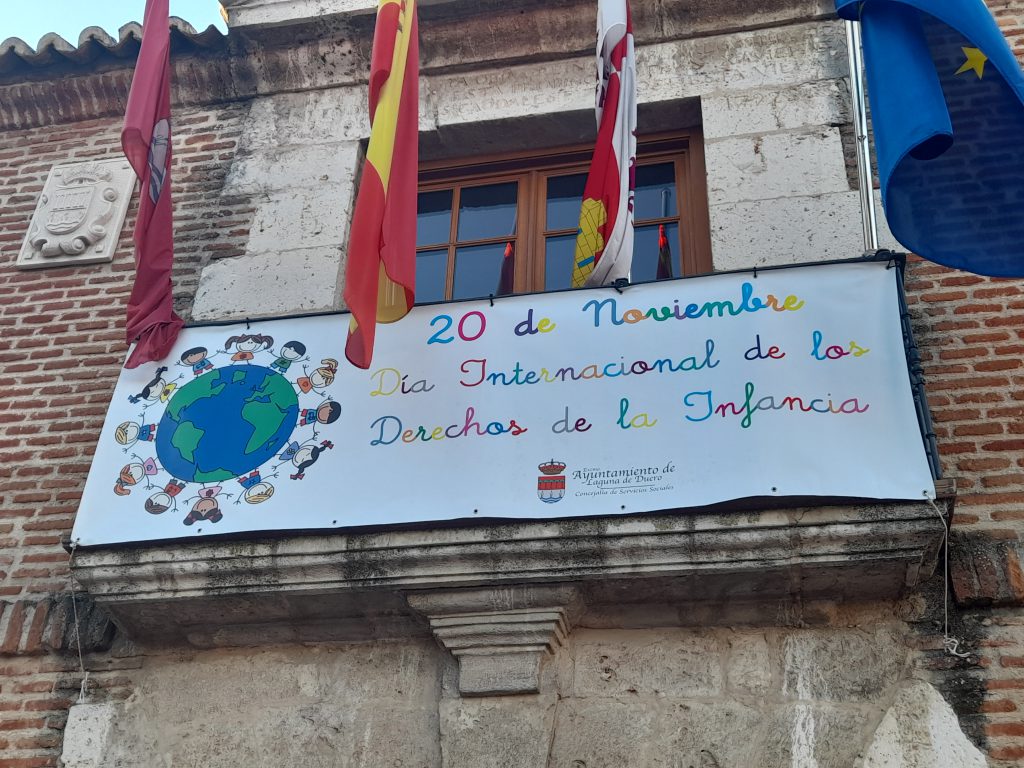 20 de Noviembre
Día Internacional de los
Derechos de la Infancia
Excmo.
Ayuntamiento de
Laguna de Duero
Concejalía de Servicios Sociales